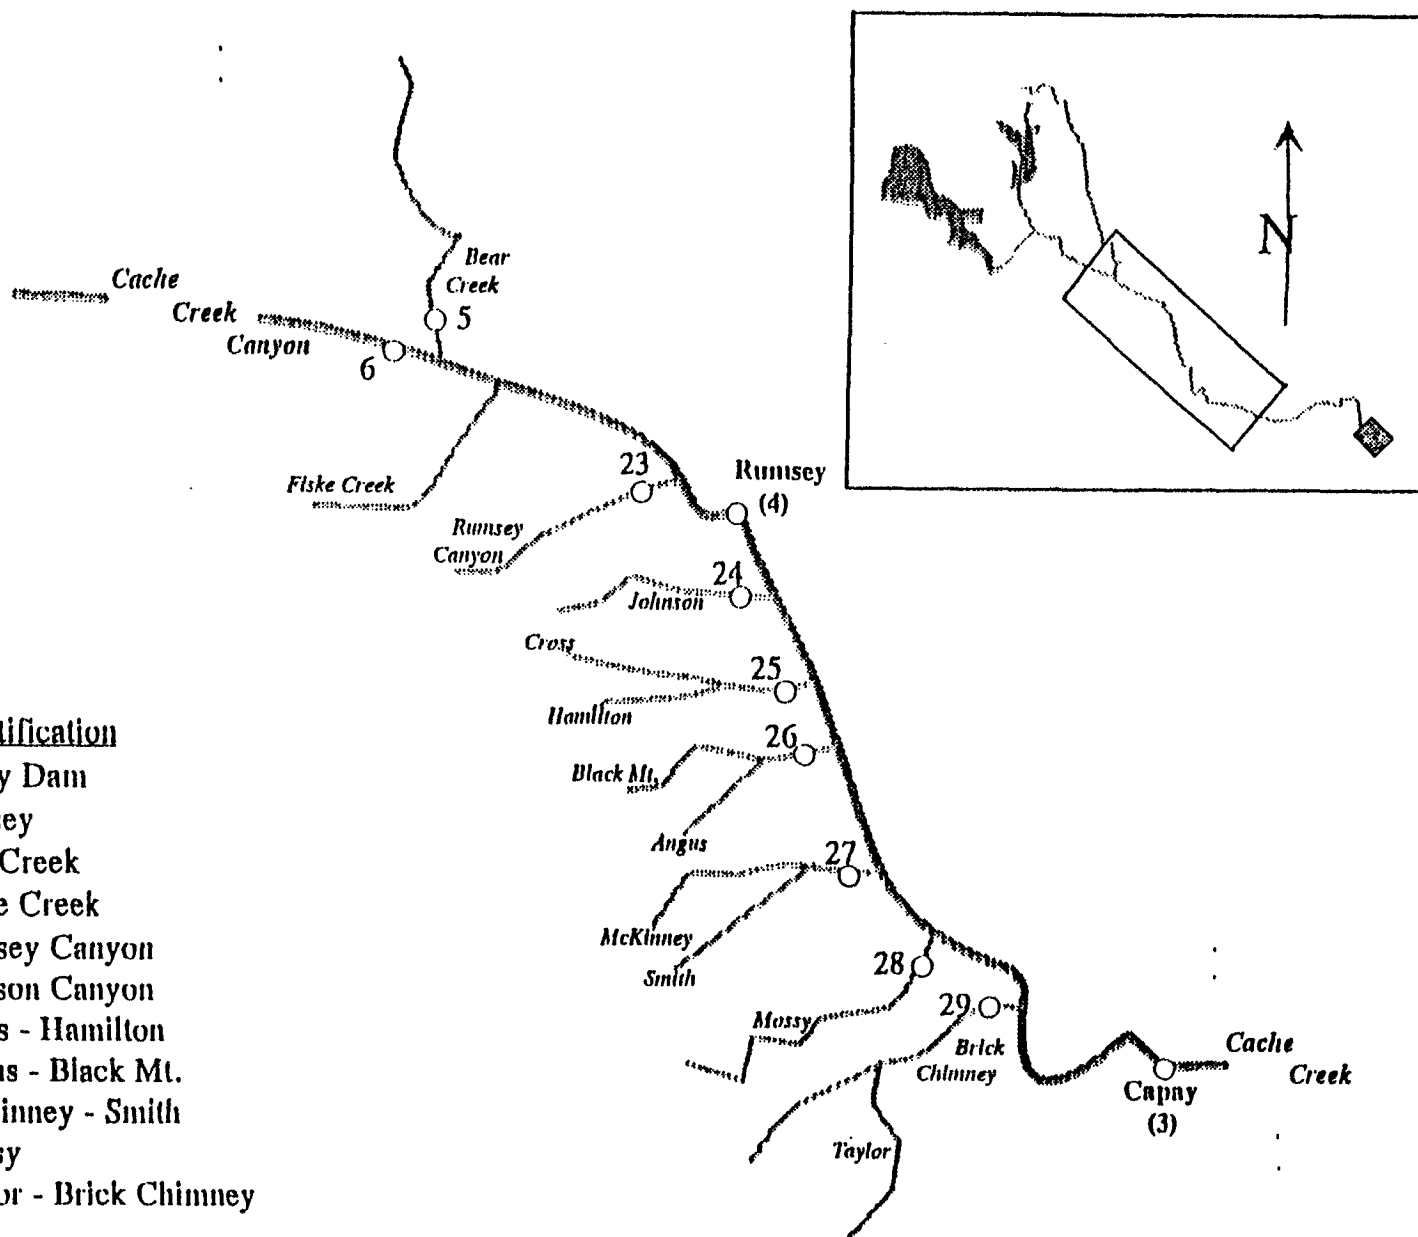 N
Bear
Creek
Cache
Creek
Canyon
5
6
Fiske Creek
23
Rumsey
(4)
Rumsey
Canyon
24
Johnson
Cross
25
Hamilton
26
Black Mt.
Angus
27
McKinney
Smith
28
Mossy
29
Brick
Chimney
Taylor
Cache
Creek
Capay
(3)
tification
y Dam
sey
Creek
e Creek
sey Canyon
son Canyon
s - Hamilton
us - Black Mt.
inney - Smith
sy
or - Brick Chimney